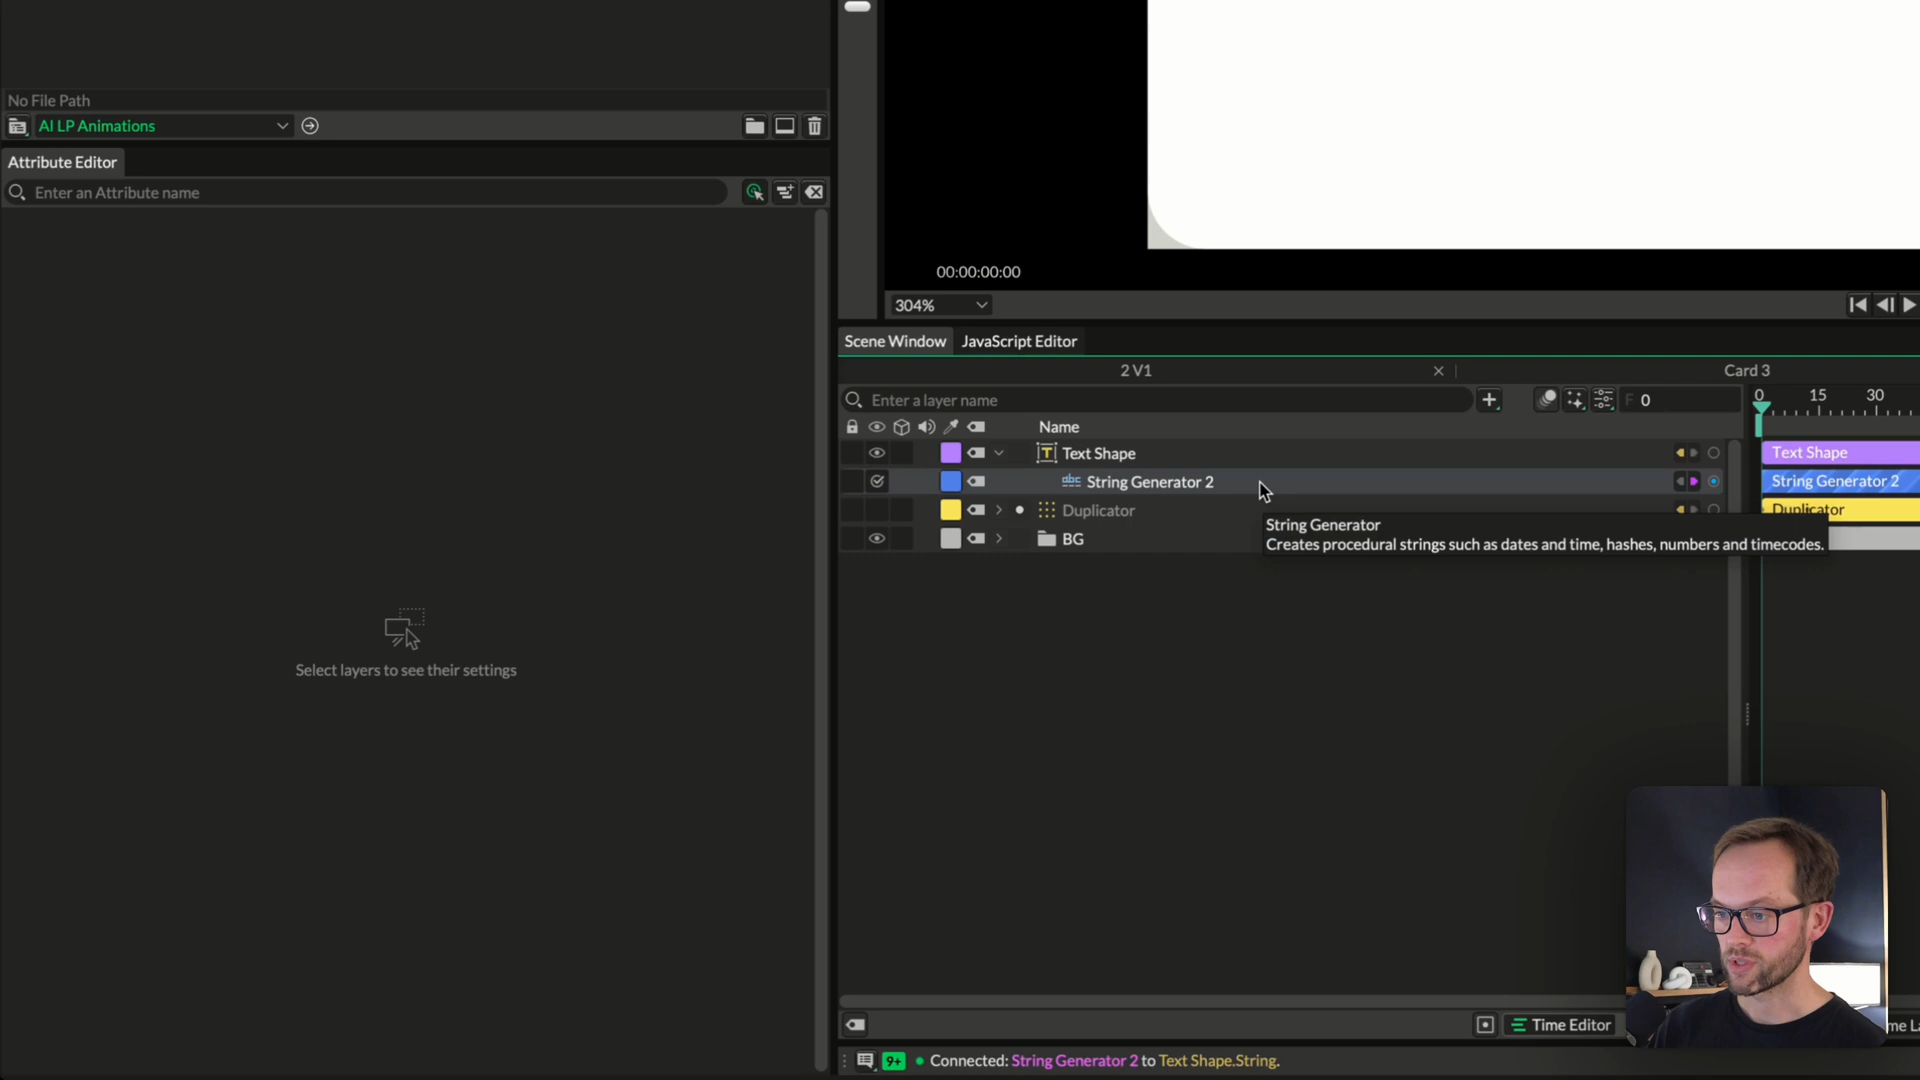 No File Path
AI LP Animations
Attribute Editor
Enter an Attribute name
Select layers to see their settings
00:00:00:00
304%
Scene Window
JavaScript Editor
2 V1
Card 3
Enter a layer name
F 0
0 15 30
Name
Text Shape
Text Shape
abc String Generator 2
String Generator 2
Duplicator
Duplicator
BG
String Generator
Creates procedural strings such as dates and time, hashes, numbers and timecodes.
Time Editor
me La
9+
Connected: String Generator 2 to Text Shape.String.